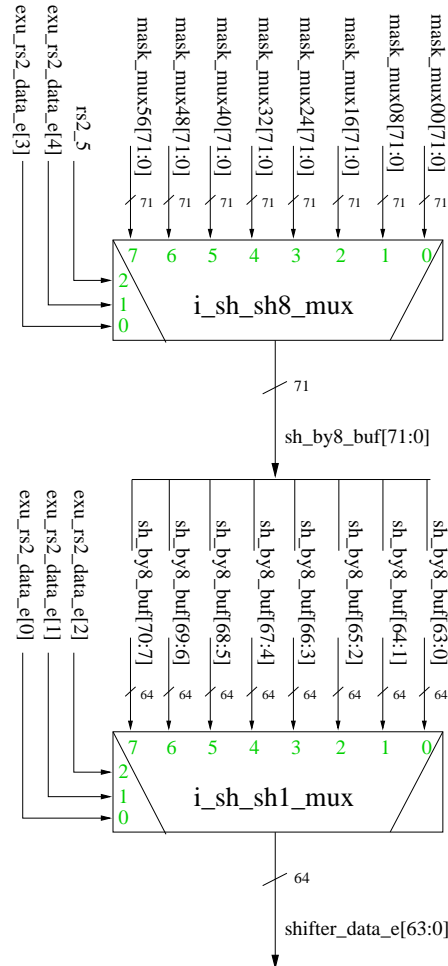 exu_rs2_data_e[3]
exu_rs2_data_e[4]
rs2_5
mask_mux56[71:0]
mask_mux48[71:0]
mask_mux40[71:0]
mask_mux32[71:0]
mask_mux24[71:0]
mask_mux16[71:0]
mask_mux08[71:0]
mask_mux00[71:0]
71 71 71 71 71 71 71 71
7 6 5 4 3 2 1 0
2
1
0
i_sh_sh8_mux
71
sh_by8_buf[71:0]
exu_rs2_data_e[0]
exu_rs2_data_e[1]
exu_rs2_data_e[2]
sh_by8_buf[70:7]
sh_by8_buf[69:6]
sh_by8_buf[68:5]
sh_by8_buf[67:4]
sh_by8_buf[66:3]
sh_by8_buf[65:2]
sh_by8_buf[64:1]
sh_by8_buf[63:0]
64 64 64 64 64 64 64 64
7 6 5 4 3 2 1 0
2
1
0
i_sh_sh1_mux
64
shifter_data_e[63:0]